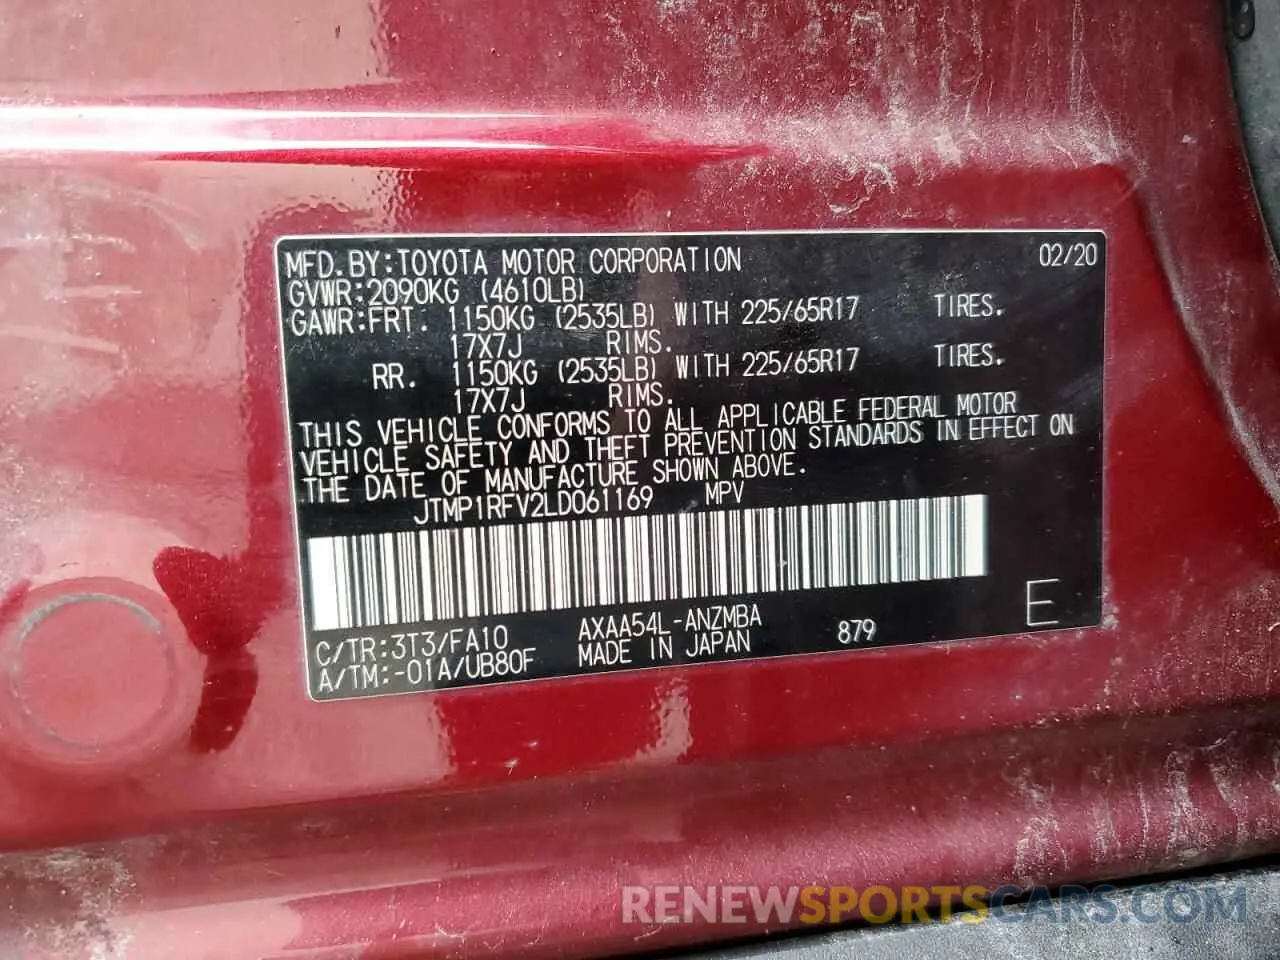 MFD. BY:TOYOTA MOTOR CORPORATION 02/20
GVWR:2090KG (4610LB)
GAWR:FRT. 1150KG (2535LB) WITH 225/65R17 TIRES.
17X7J RIMS.
RR. 1150KG (2535LB) WITH 225/65R17 TIRES.
17X7J RIMS.
THIS VEHICLE CONFORMS TO ALL APPLICABLE FEDERAL MOTOR
VEHICLE SAFETY AND THEFT PREVENTION STANDARDS IN EFFECT ON
THE DATE OF MANUFACTURE SHOWN ABOVE.
JTMP1RFV2LD061169 MPV
C/TR:3T3/FA10 AXAA54L-ANZMBA 879 E
A/TM:-01A/UB80F MADE IN JAPAN
RENEWSPORTSCARS.COM